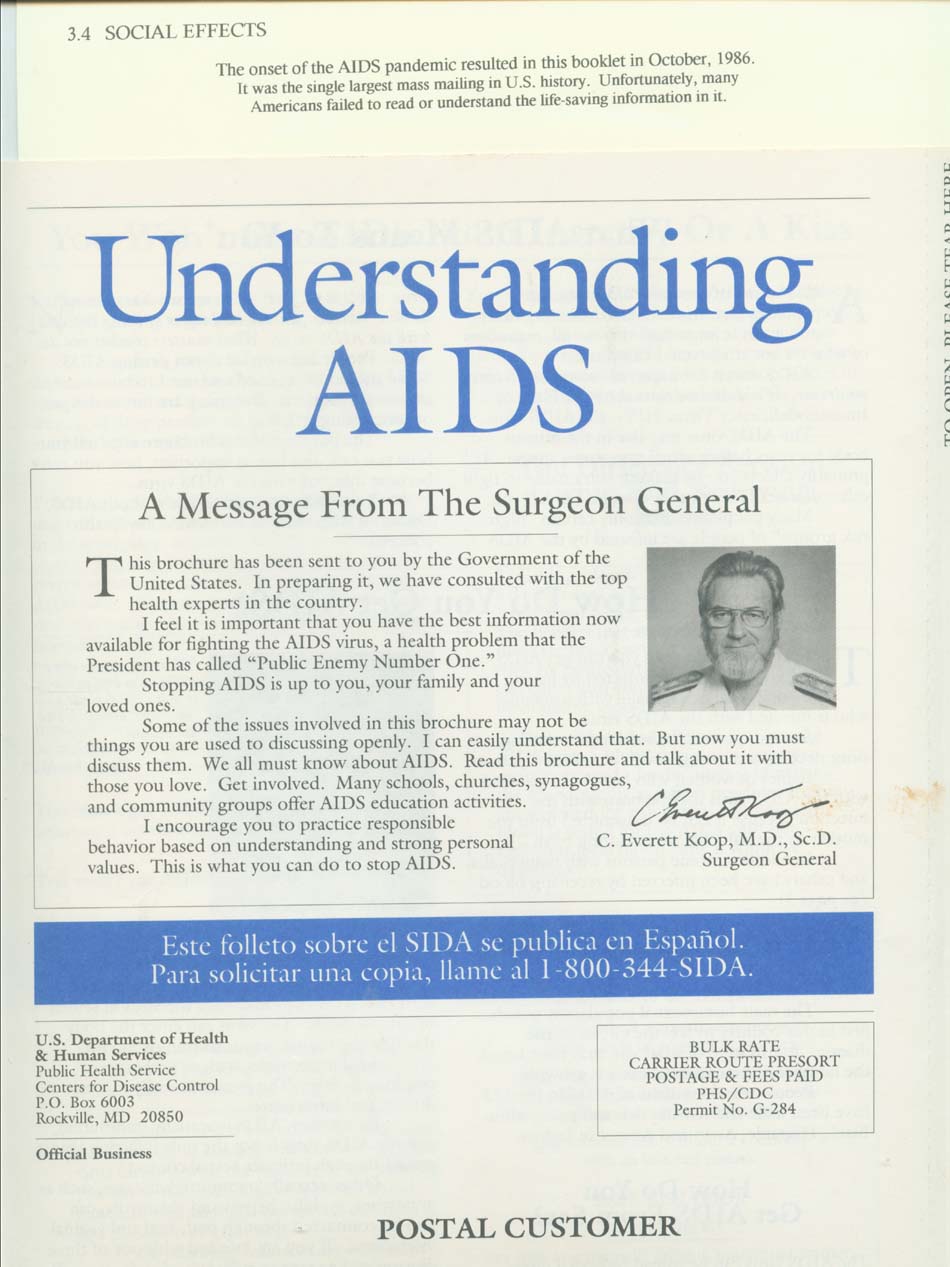 3.4 SOCIAL EFFECTS
The onset of the AIDS pandemic resulted in this booklet in October, 1986.
It was the single largest mass mailing in U.S. history. Unfortunately, many
Americans failed to read or understand the life-saving information in it.
Understanding
AIDS
A Message From The Surgeon General
This brochure has been sent to you by the Government of the
United States. In preparing it, we have consulted with the top
health experts in the country.
I feel it is important that you have the best information now
available for fighting the AIDS virus, a health problem that the
President has called “Public Enemy Number One.”
Stopping AIDS is up to you, your family and your
loved ones.
Some of the issues involved in this brochure may not be
things you are used to discussing openly. I can easily understand that. But now you must
discuss them. We all must know about AIDS. Read this brochure and talk about it with
those you love. Get involved. Many schools, churches, synagogues,
and community groups offer AIDS education activities.
I encourage you to practice responsible
behavior based on understanding and strong personal
values. This is what you can do to stop AIDS.
C Everett Koop
C. Everett Koop, M.D., Sc.D.
Surgeon General
Este folleto sobre el SIDA se publica en Español.
Para solicitar una copia, llame al 1-800-344-SIDA.
U.S. Department of Health
& Human Services
Public Health Service
Centers for Disease Control
P.O. Box 6003
Rockville, MD 20850
Official Business
BULK RATE
CARRIER ROUTE PRESORT
POSTAGE & FEES PAID
PHS/CDC
Permit No. G-284
POSTAL CUSTOMER
TO OPEN PLEASE TEAR HERE